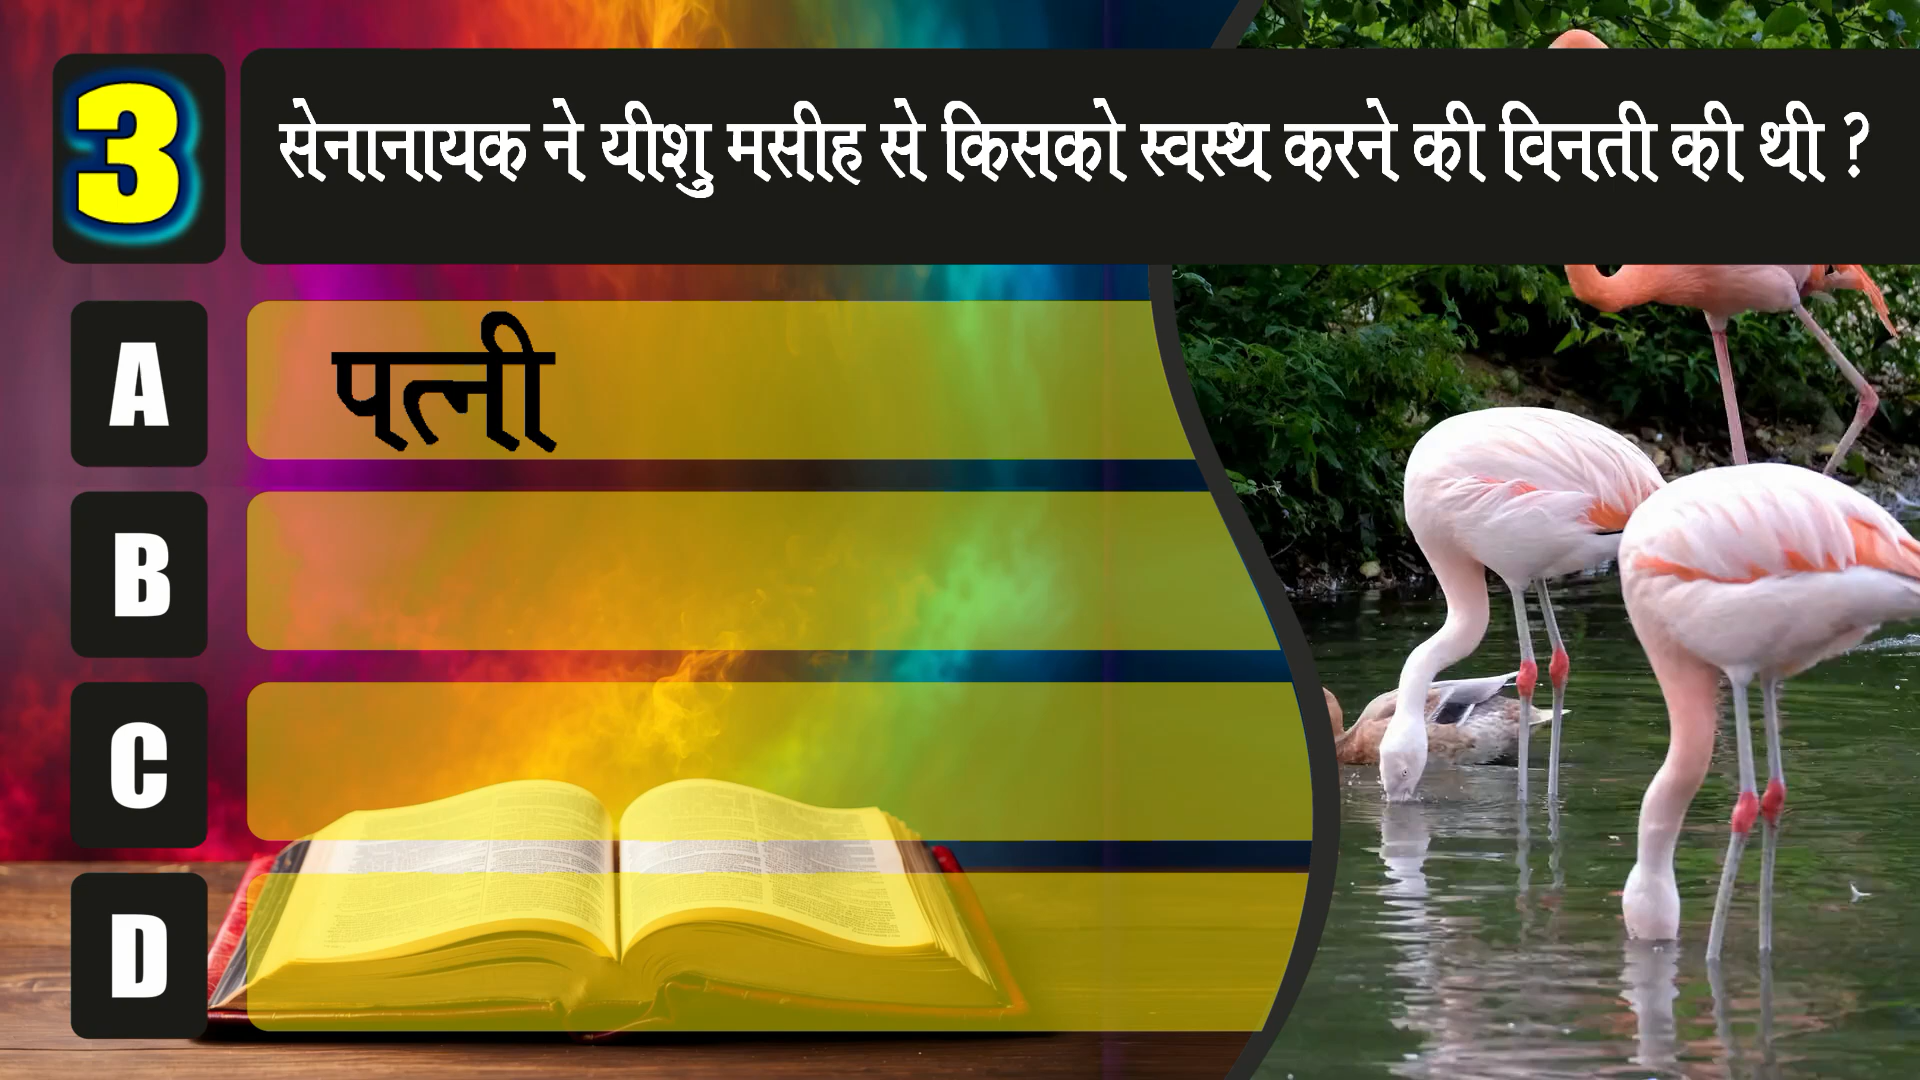 3
सेनानायक ने यीशु मसीह से किसको स्वस्थ करने की विनती की थी ?
A
पत्नी
B
C
D